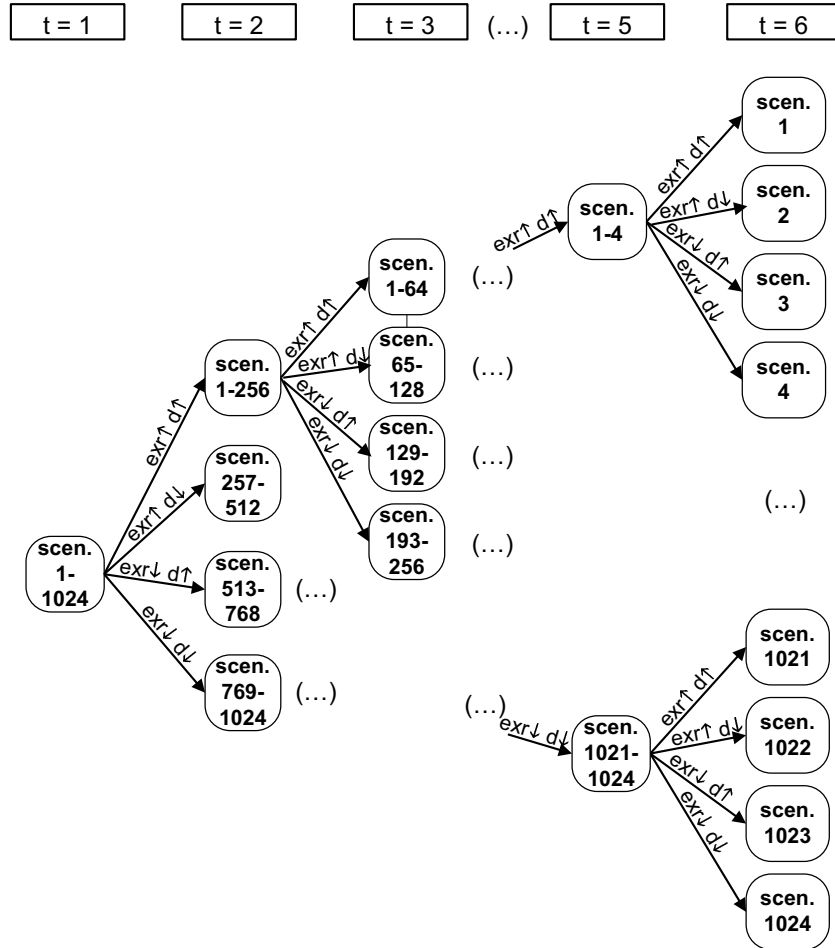 t = 1
t = 2
t = 3
(...)
t = 5
t = 6
scen.
1
exr↑ d↑
exr↑ d↓
exr↓ d↑
exr↓ d↓
scen.
2
scen.
3
scen.
4
exr↑ d↑
scen.
1-4
scen.
1-64
(...)
exr↑ d↑
exr↑ d↓
exr↓ d↑
exr↓ d↓
scen.
65-
128
(...)
scen.
129-
192
(...)
scen.
193-
256
(...)
scen.
1-256
exr↑ d↑
exr↑ d↓
exr↓ d↑
exr↓ d↓
scen.
257-
512
scen.
1-
1024
scen.
513-
768
(...)
scen.
769-
1024
(...)
(...)
(...)
exr↓ d↓
scen.
1021-
1024
exr↑ d↑
exr↑ d↓
exr↓ d↑
exr↓ d↓
scen.
1021
scen.
1022
scen.
1023
scen.
1024